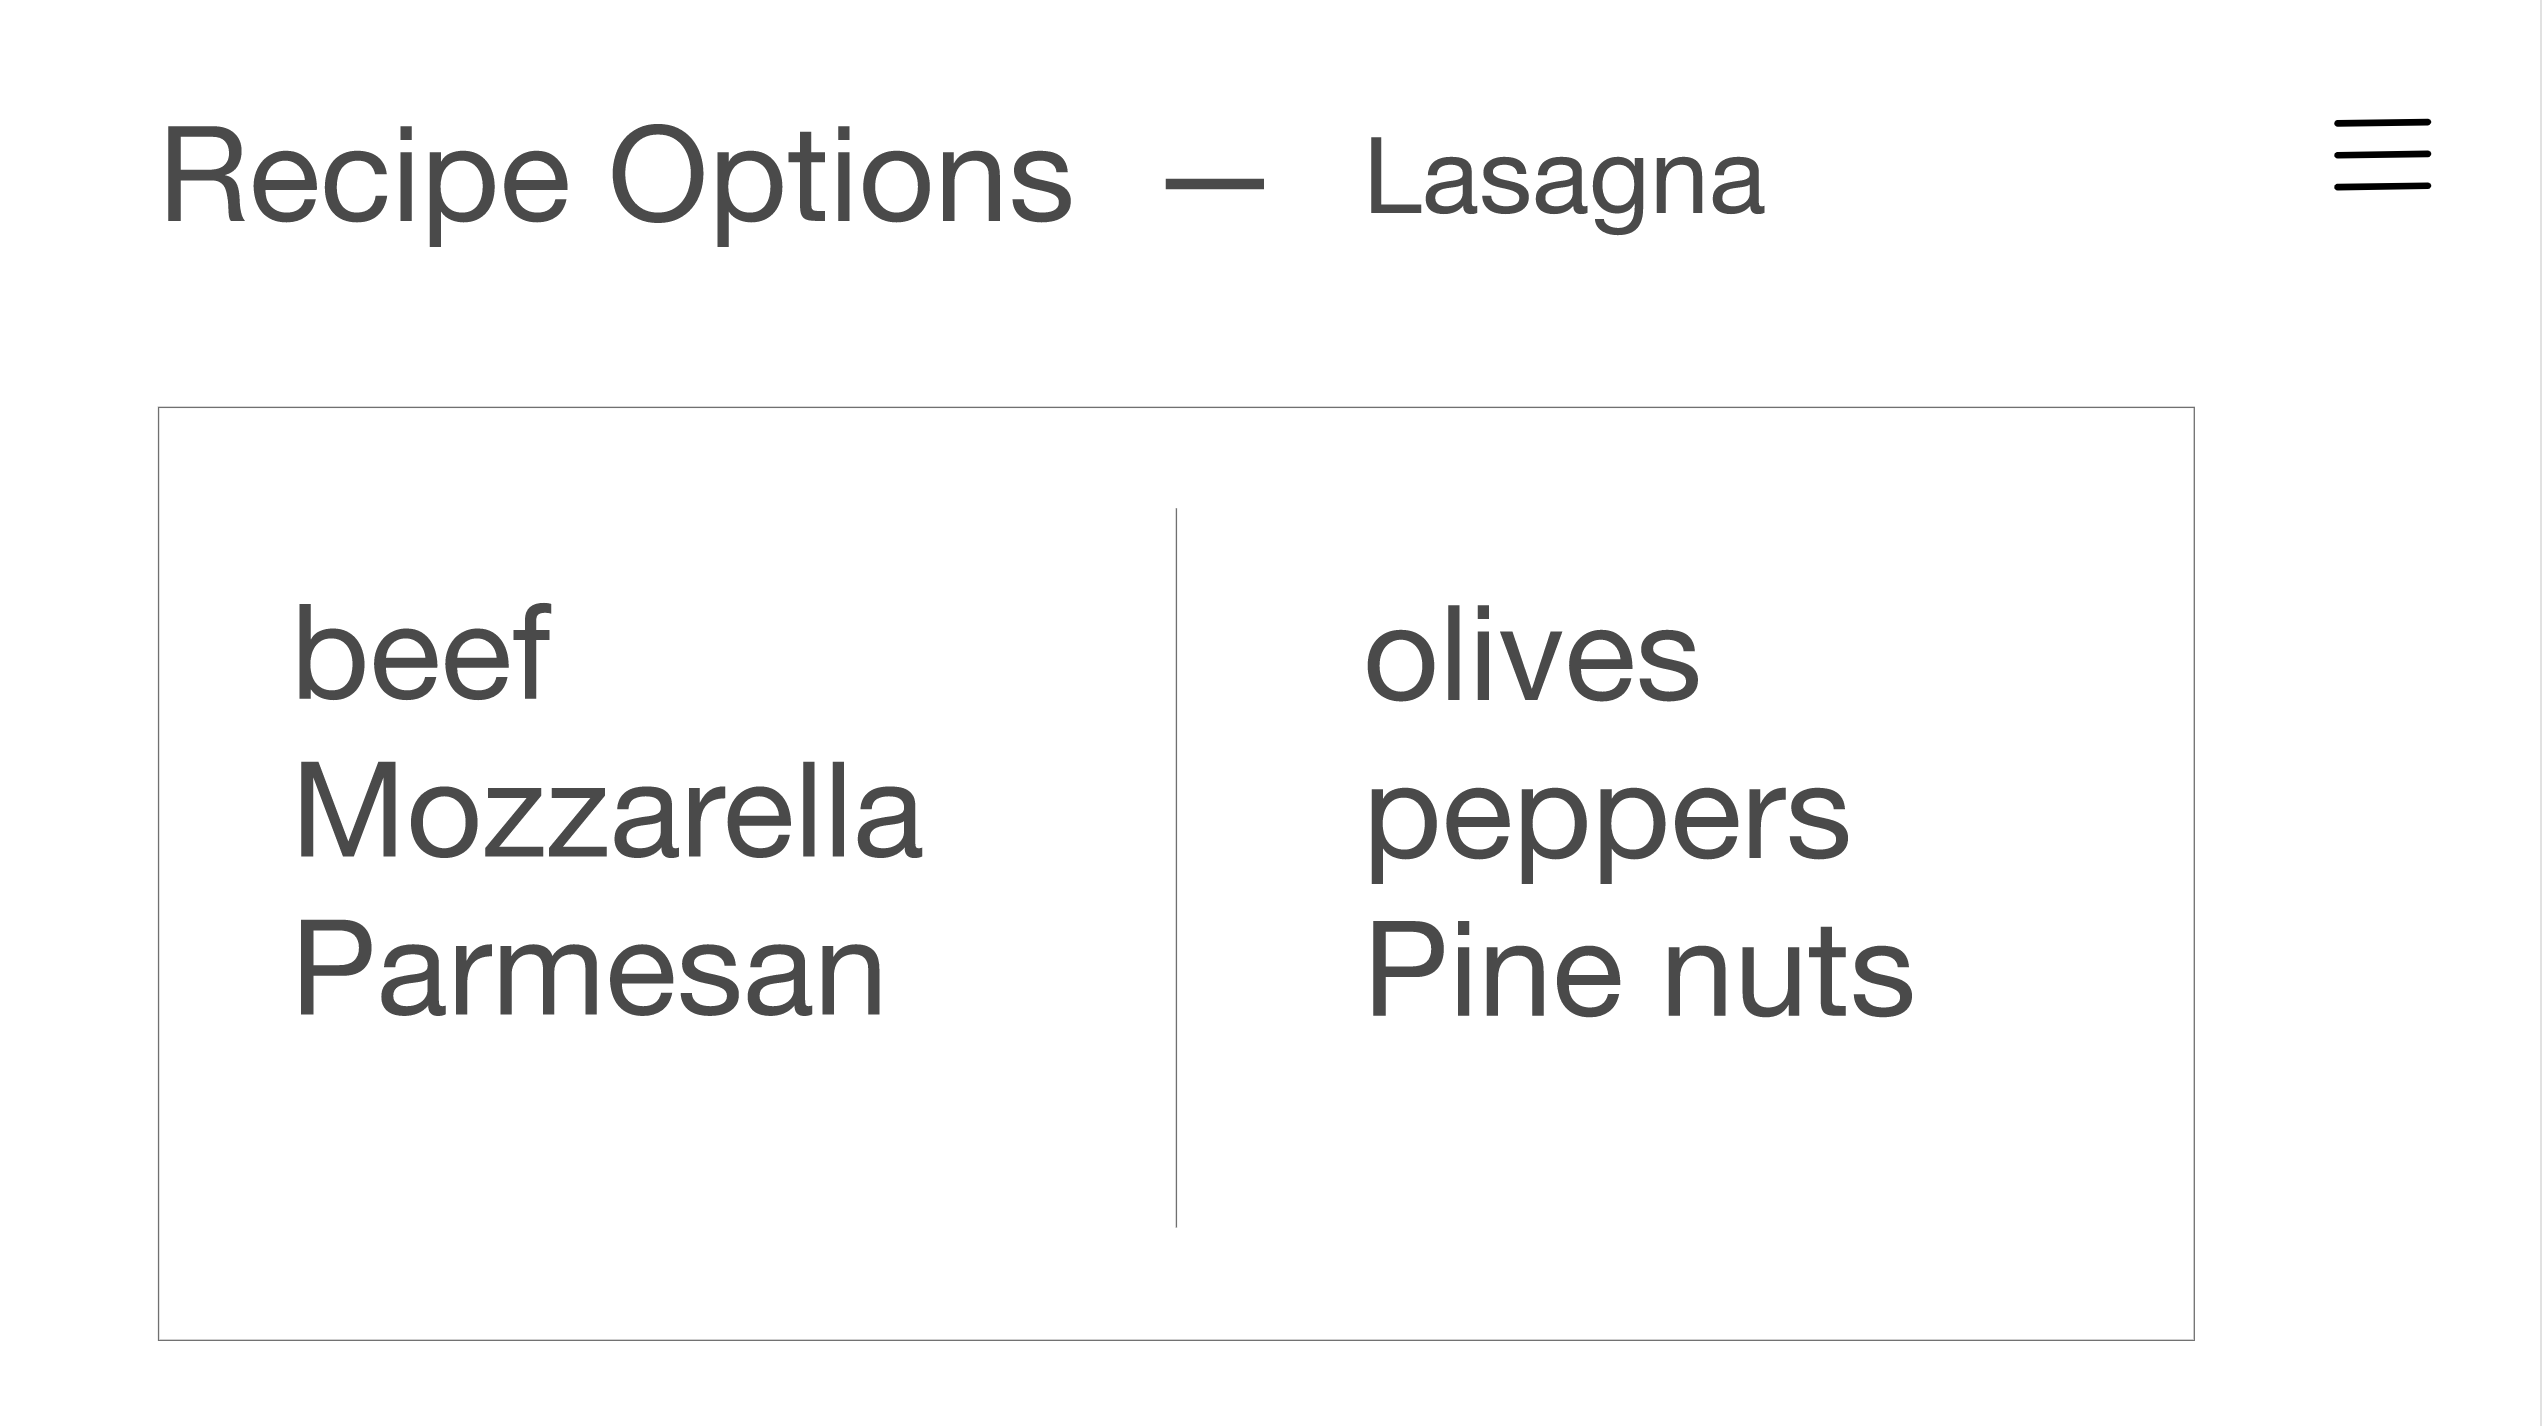 Recipe Options — Lasagna
beef
Mozzarella
Parmesan
olives
peppers
Pine nuts